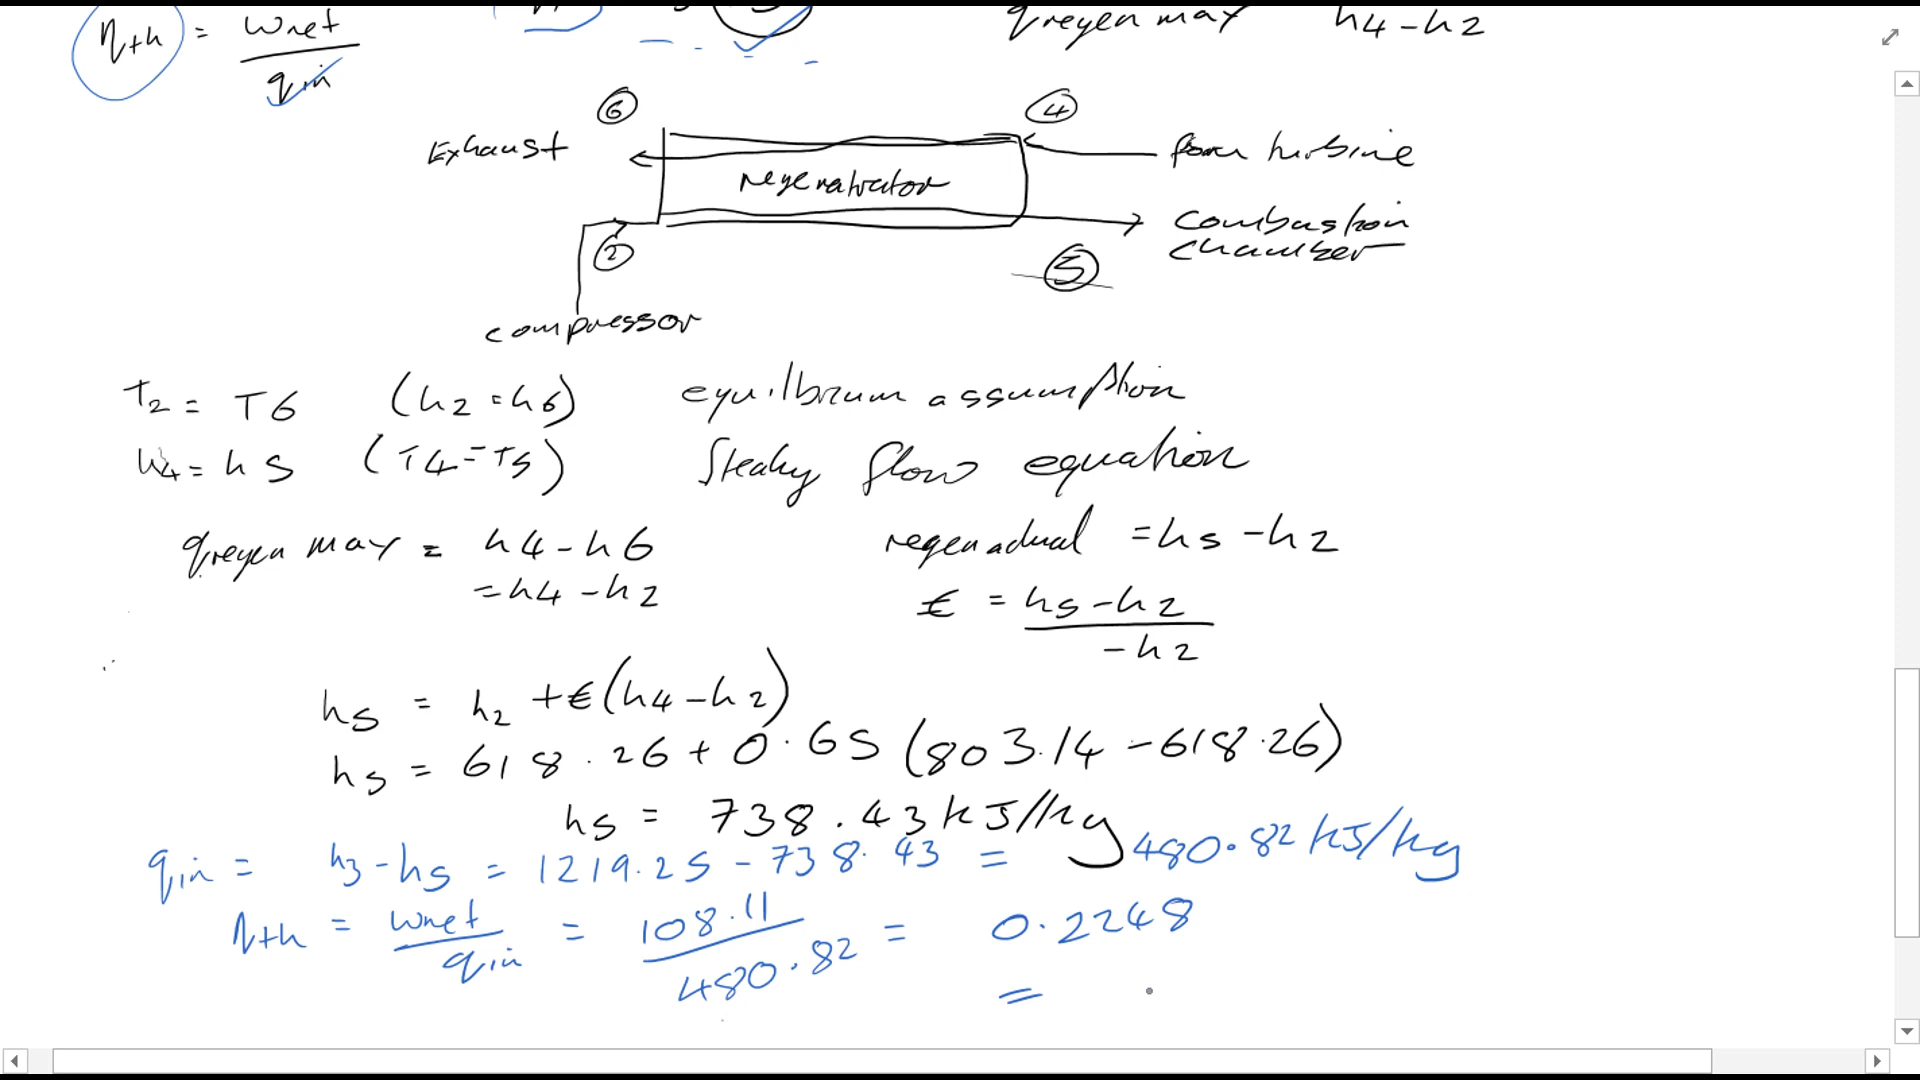 ηth = wnet / qin
qregen max h4 - h2
6
4
Exhaust
from turbine
regenatrator
combustion
chamber
2
5
compressor
T2 = T6 (h2 = h6) equilbrium assumption
h4 = h5 (T4 = T5) Steady flow equation
qregen max = h4 - h6
= h4 - h2
regen actual = h5 - h2
€ = h5 - h2 / - h2
h5 = h2 + €(h4 - h2)
h5 = 618.26 + 0.65 (803.14 - 618.26)
h5 = 738.43 kJ/kg
qin = h3 - h5 = 1219.25 - 738.43 = 480.82 kJ/kg
ηth = wnet / qin = 108.11 / 480.82 = 0.2248
=